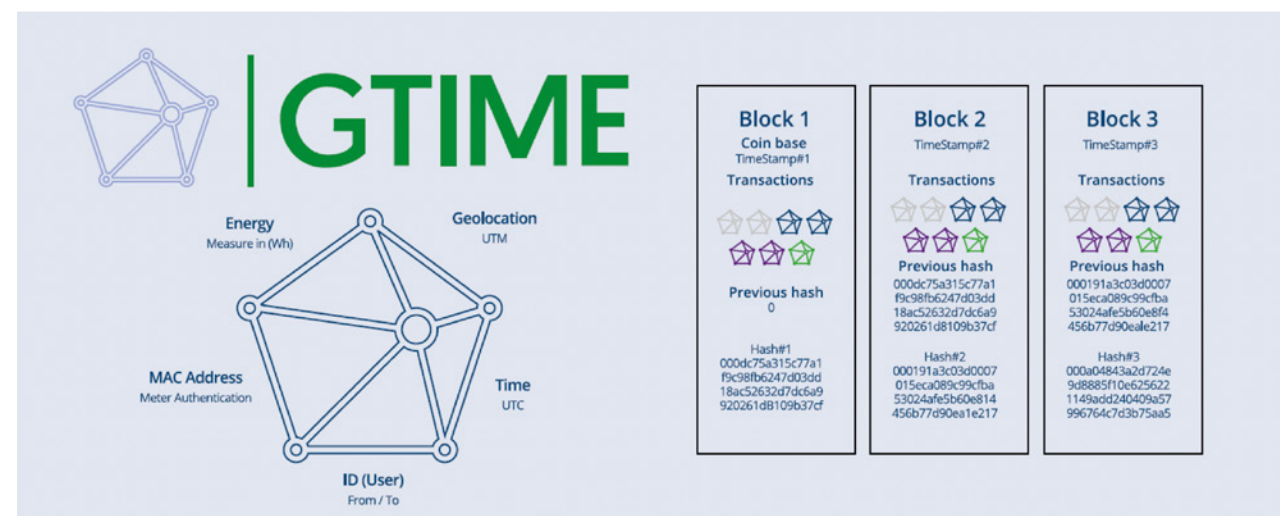 GTIME
Energy
Measure in (Wh)
Geolocation
UTM
MAC Address
Meter Authentication
Time
UTC
ID (User)
From / To
Block 1
Coin base
TimeStamp#1
Transactions
Previous hash
0
Hash#1
000dc75a315c77a1
f9c98fb6247d03dd
18ac52632d7dc6a9
920261d8109b37cf
Block 2
TimeStamp#2
Transactions
Previous hash
000dc75a315c77a1
f9c98fb6247d03dd
18ac52632d7dc6a9
920261d8109b37cf
Hash#2
000191a3c03d0007
015eca089c99cfba
53024afe5b60e814
456b77d90ea1e217
Block 3
TimeStamp#3
Transactions
Previous hash
000191a3c03d0007
015eca089c99cfba
53024afe5b60e8f4
456b77d90eale217
Hash#3
000a04843a2d724e
9d8885f10e625622
1149add240409a57
996764c7d3b75aa5